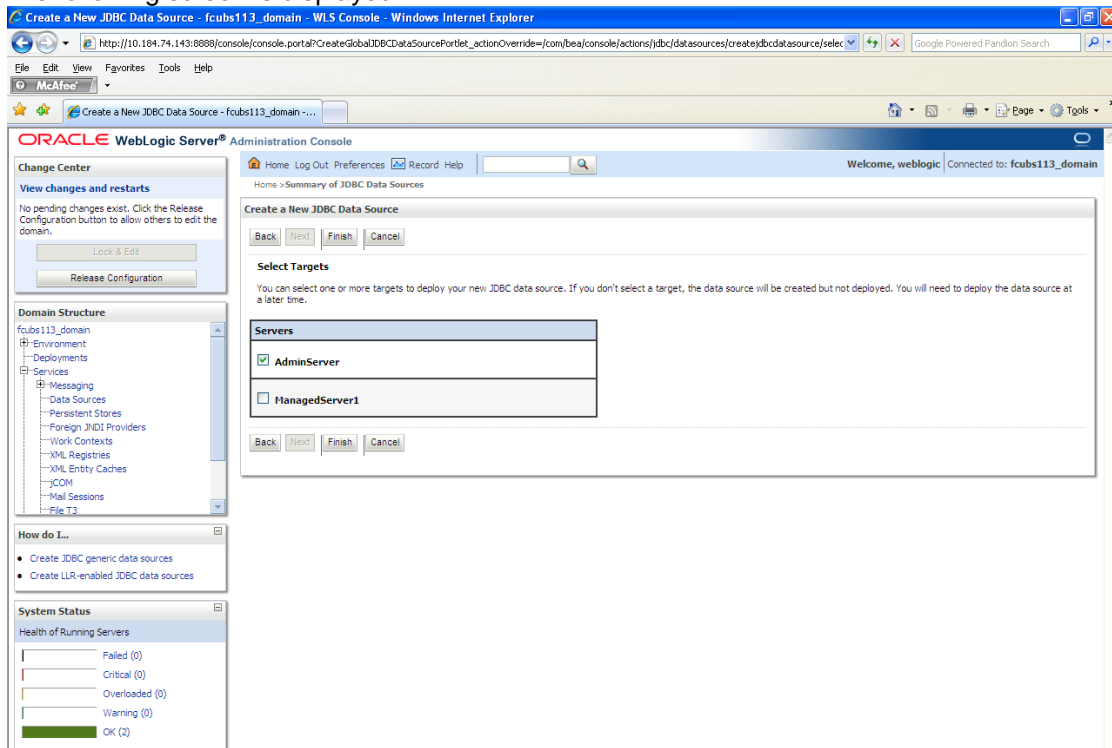 Create a New JDBC Data Source - fcubs113_domain - WLS Console - Windows Internet Explorer
http://10.184.74.143:8888/console/console.portal?CreateGlobalJDBCDataSourcePortlet_actionOverride=/com/bea/console/actions/jdbc/datasources/createjdbcdatasource/selec
Google Powered Pandion Search
File Edit View Favorites Tools Help
McAfee
Create a New JDBC Data Source - fcubs113_domain -...
Page Tools
ORACLE WebLogic Server® Administration Console
Change Center
View changes and restarts
No pending changes exist. Click the Release
Configuration button to allow others to edit the
domain.
Lock & Edit
Release Configuration
Domain Structure
fcubs113_domain
Environment
Deployments
Services
Messaging
Data Sources
Persistent Stores
Foreign JNDI Providers
Work Contexts
XML Registries
XML Entity Caches
jCOM
Mail Sessions
File T3
How do I...
Create JDBC generic data sources
Create LLR-enabled JDBC data sources
System Status
Health of Running Servers
Failed (0)
Critical (0)
Overloaded (0)
Warning (0)
OK (2)
Home Log Out Preferences Record Help
Welcome, weblogic Connected to: fcubs113_domain
Home >Summary of JDBC Data Sources
Create a New JDBC Data Source
Back Next Finish Cancel
Select Targets
You can select one or more targets to deploy your new JDBC data source. If you don't select a target, the data source will be created but not deployed. You will need to deploy the data source at
a later time.
Servers
AdminServer
ManagedServer1
Back Next Finish Cancel